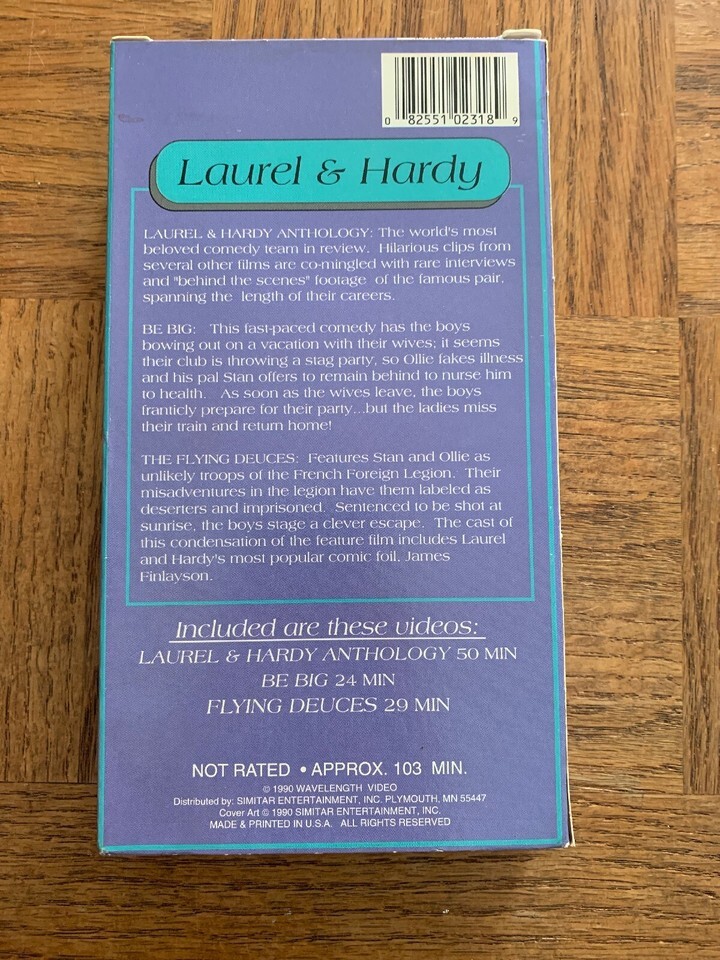 0 82551 02318 9
Laurel & Hardy
LAUREL & HARDY ANTHOLOGY: The world's most
beloved comedy team in review. Hilarious clips from
several other films are co-mingled with rare interviews
and "behind the scenes" footage of the famous pair,
spanning the length of their careers.
BE BIG: This fast-paced comedy has the boys
bowing out on a vacation with their wives; it seems
their club is throwing a stag party, so Ollie fakes illness
and his pal Stan offers to remain behind to nurse him
to health. As soon as the wives leave, the boys
franticly prepare for their party...but the ladies miss
their train and return home!
THE FLYING DEUCES: Features Stan and Ollie as
unlikely troops of the French Foreign Legion. Their
misadventures in the legion have them labeled as
deserters and imprisoned. Sentenced to be shot at
sunrise, the boys stage a clever escape. The cast of
this condensation of the feature film includes Laurel
and Hardy's most popular comic foil, James
Finlayson.
Included are these videos:
LAUREL & HARDY ANTHOLOGY 50 MIN
BE BIG 24 MIN
FLYING DEUCES 29 MIN
NOT RATED • APPROX. 103 MIN.
© 1990 WAVELENGTH VIDEO
Distributed by: SIMITAR ENTERTAINMENT, INC. PLYMOUTH, MN 55447
Cover Art © 1990 SIMITAR ENTERTAINMENT, INC.
MADE & PRINTED IN U.S.A. ALL RIGHTS RESERVED